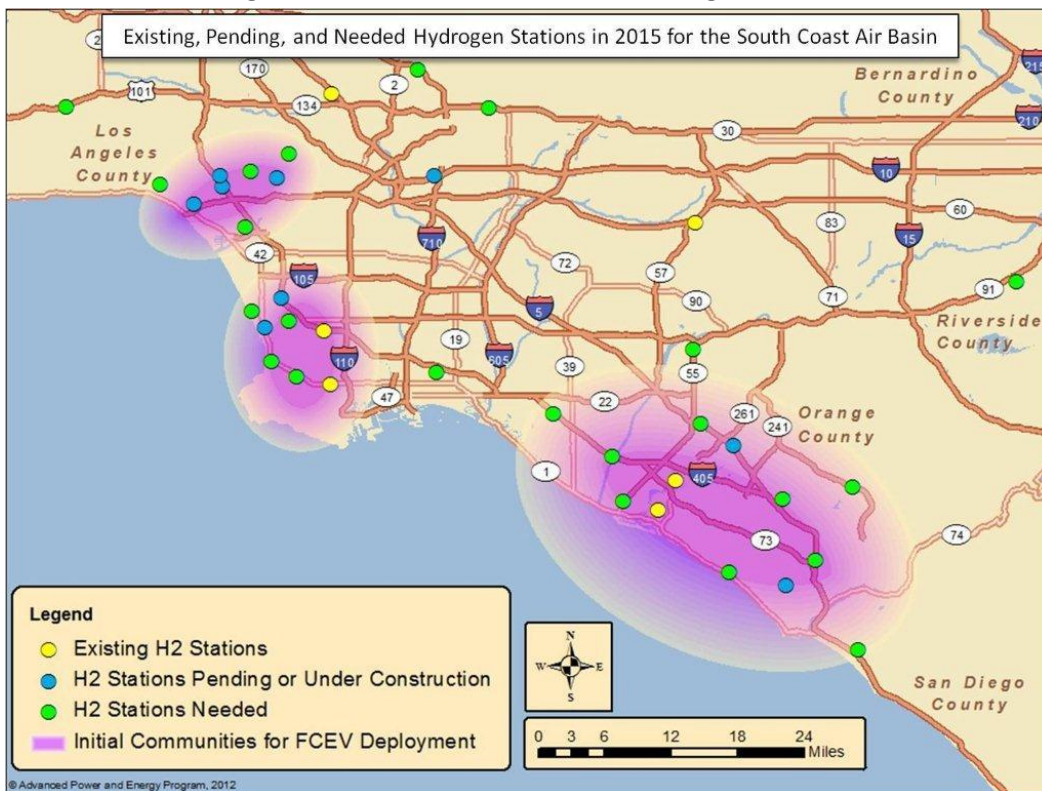 Existing, Pending, and Needed Hydrogen Stations in 2015 for the South Coast Air Basin
2
170
2
101
134
Bernardino
County
215
210
30
Los
Angeles
County
10
60
83
15
42
710
72
57
105
5
90
71
91
Riverside
County
19
605
39
110
55
47
22
261
241
Orange
County
1
405
73
74
San Diego
County
Legend
Existing H2 Stations
H2 Stations Pending or Under Construction
H2 Stations Needed
Initial Communities for FCEV Deployment
N
W E
S
0 3 6 12 18 24
Miles
© Advanced Power and Energy Program, 2012